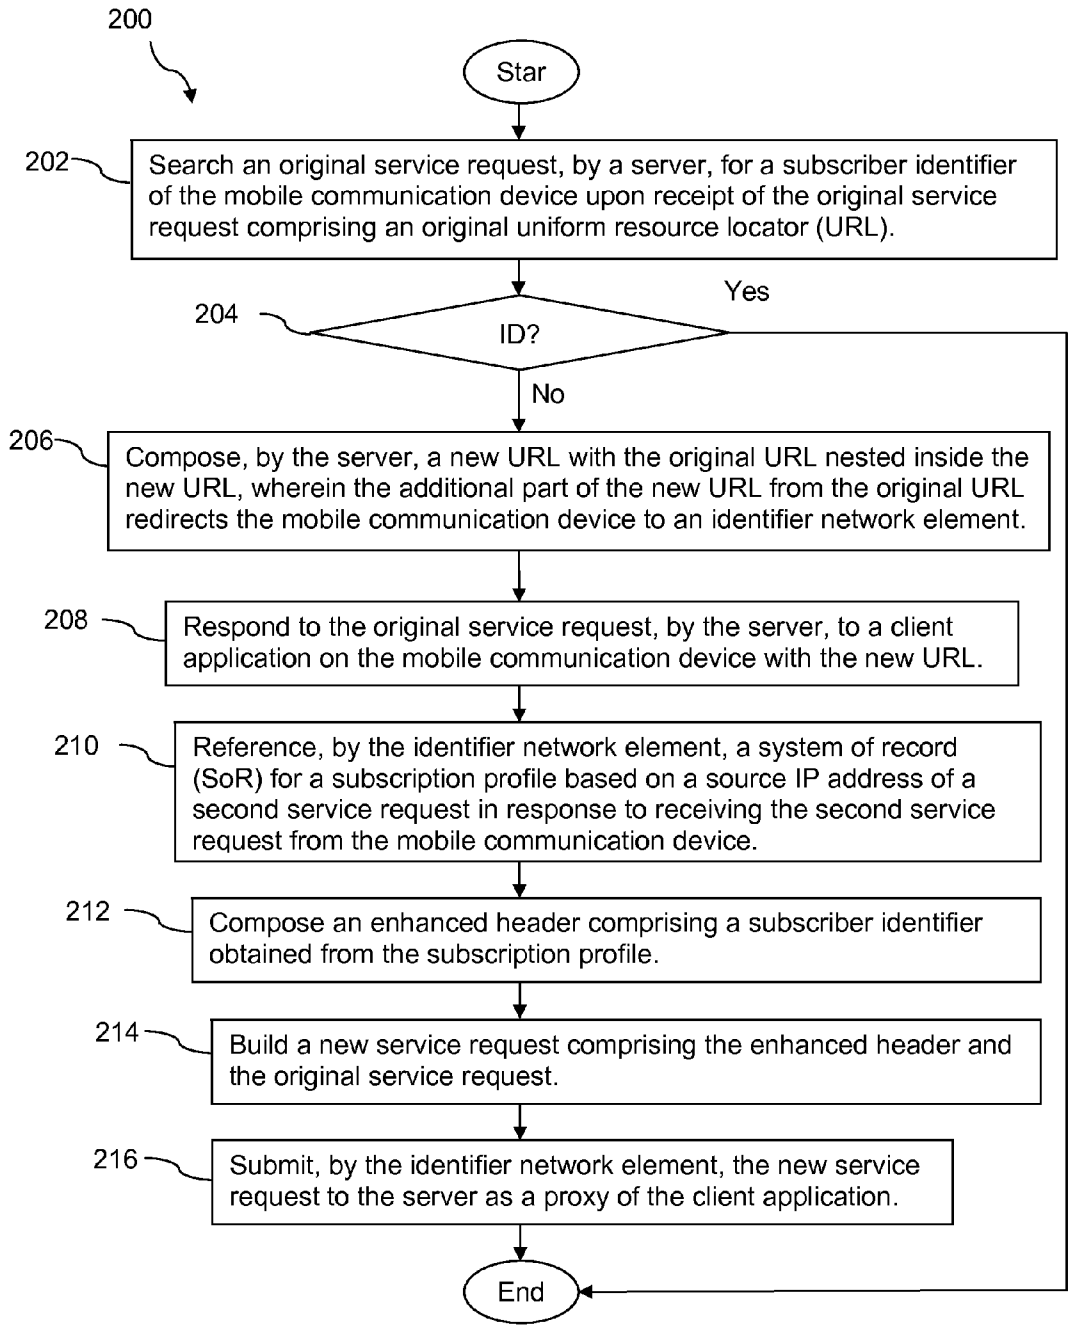 200
Star
202
Search an original service request, by a server, for a subscriber identifier
of the mobile communication device upon receipt of the original service
request comprising an original uniform resource locator (URL).
204
ID?
Yes
No
206
Compose, by the server, a new URL with the original URL nested inside the
new URL, wherein the additional part of the new URL from the original URL
redirects the mobile communication device to an identifier network element.
208
Respond to the original service request, by the server, to a client
application on the mobile communication device with the new URL.
210
Reference, by the identifier network element, a system of record
(SoR) for a subscription profile based on a source IP address of a
second service request in response to receiving the second service
request from the mobile communication device.
212
Compose an enhanced header comprising a subscriber identifier
obtained from the subscription profile.
214
Build a new service request comprising the enhanced header and
the original service request.
216
Submit, by the identifier network element, the new service
request to the server as a proxy of the client application.
End